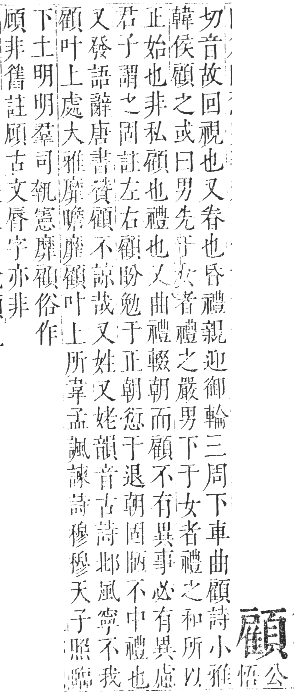 顧公悟
切音故回視也又眷也昏禮親迎御輪三周下車曲顧詩小雅
韓侯顧之或曰男先于女者禮之嚴男下于女者禮之和所以
正始也非私顧也禮也又曲禮輟朝而顧不有異事必有異慮
君子謂之固註左右顧盼勉于正朝愆于退朝固陋不中禮也
又發語辭唐書贊顧不諒哉又姓又姥韻音古詩邶風寧不我
顧叶上處大雅靡瞻靡顧叶上所韋孟諷諫詩穆穆天子照臨
下土明明羣司執憲靡顧俗作
頋非舊註顧古文唇字亦非